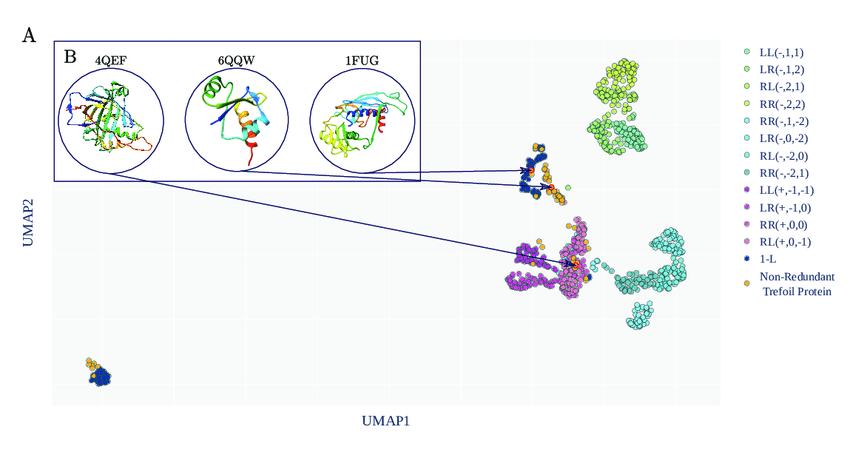 A
B
4QEF
6QQW
1FUG
LL(-,1,1)
LR(-,1,2)
RL(-,2,1)
RR(-,2,2)
RR(-,1,-2)
LR(-,0,-2)
RL(-,-2,0)
RR(-,-2,1)
LL(+,-1,-1)
LR(+,-1,0)
RR(+,0,0)
RL(+,0,-1)
1-L
Non-Redundant
Trefoil Protein
UMAP2
UMAP1